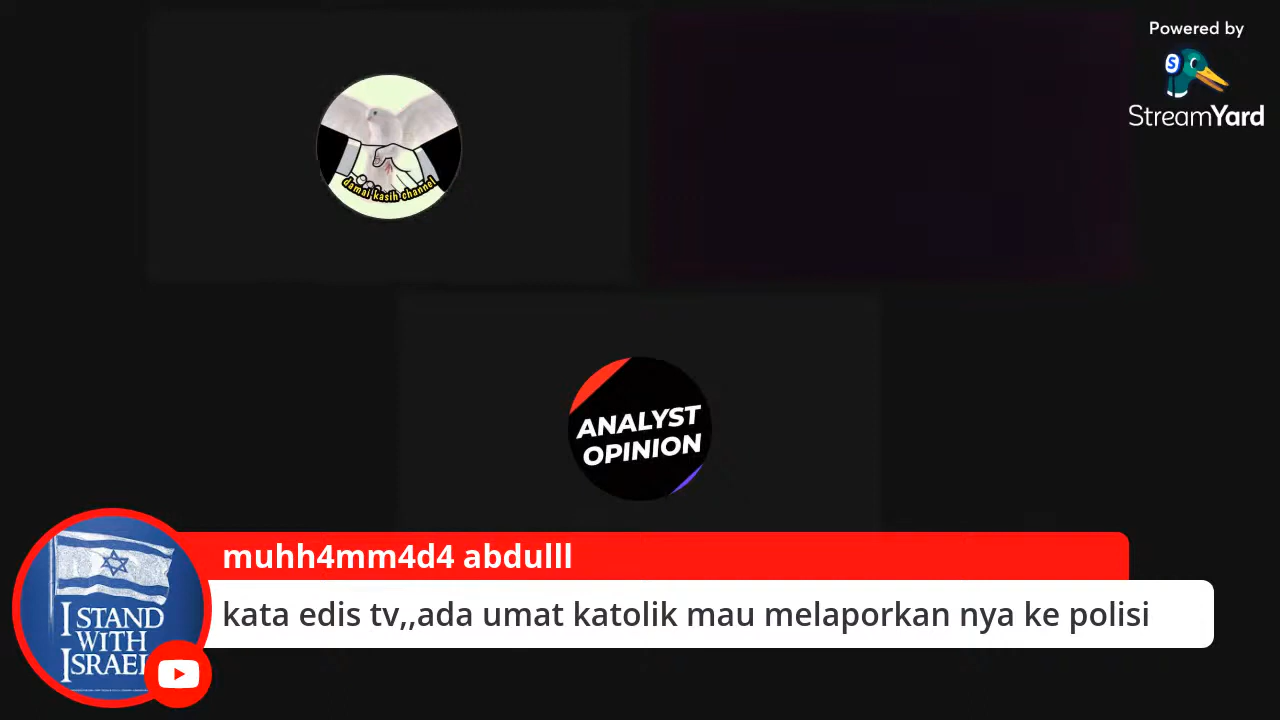 Powered by
StreamYard
S
damai kasih channel
ANALYST
OPINION
muhh4mm4d4 abdulll
kata edis tv,,ada umat katolik mau melaporkan nya ke polisi
I STAND
WITH
ISRAEL